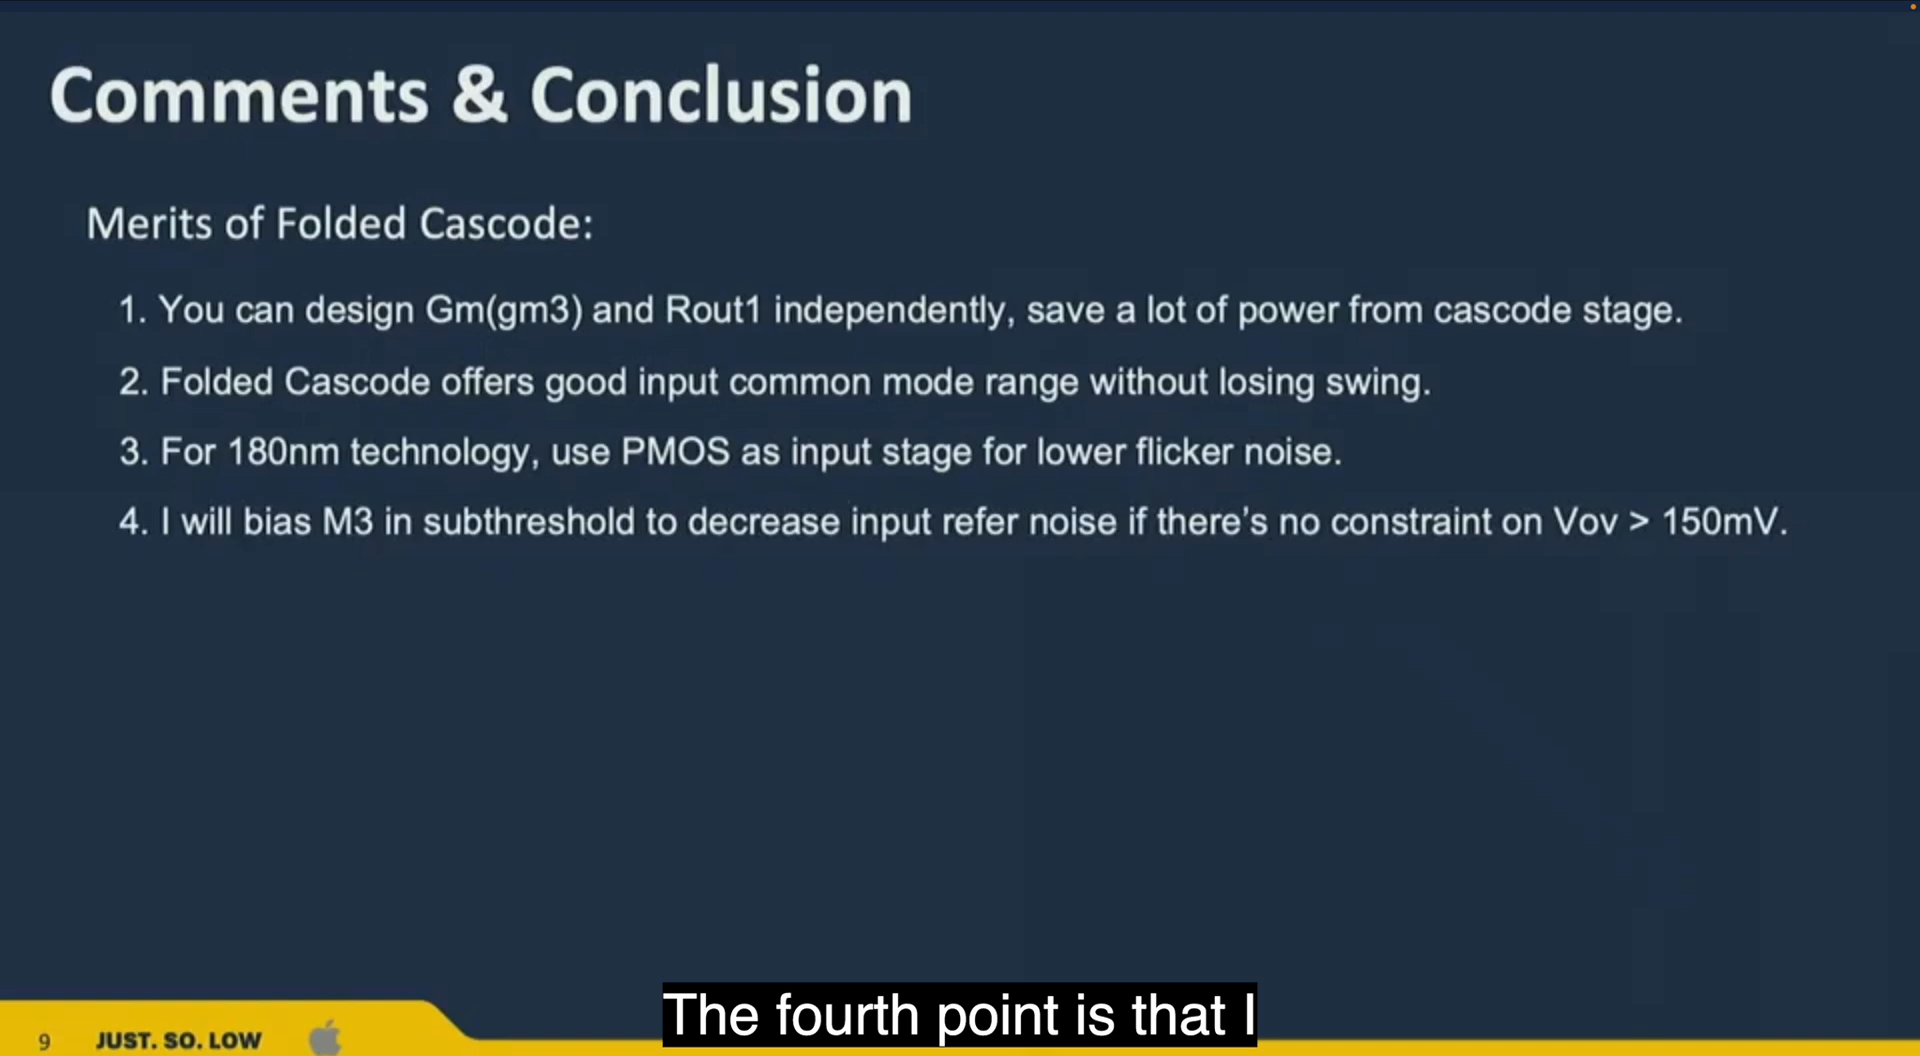 Comments & Conclusion
Merits of Folded Cascode:
1. You can design Gm(gm3) and Rout1 independently, save a lot of power from cascode stage.
2. Folded Cascode offers good input common mode range without losing swing.
3. For 180nm technology, use PMOS as input stage for lower flicker noise.
4. I will bias M3 in subthreshold to decrease input refer noise if there's no constraint on Vov > 150mV.
The fourth point is that I
9 JUST. SO. LOW